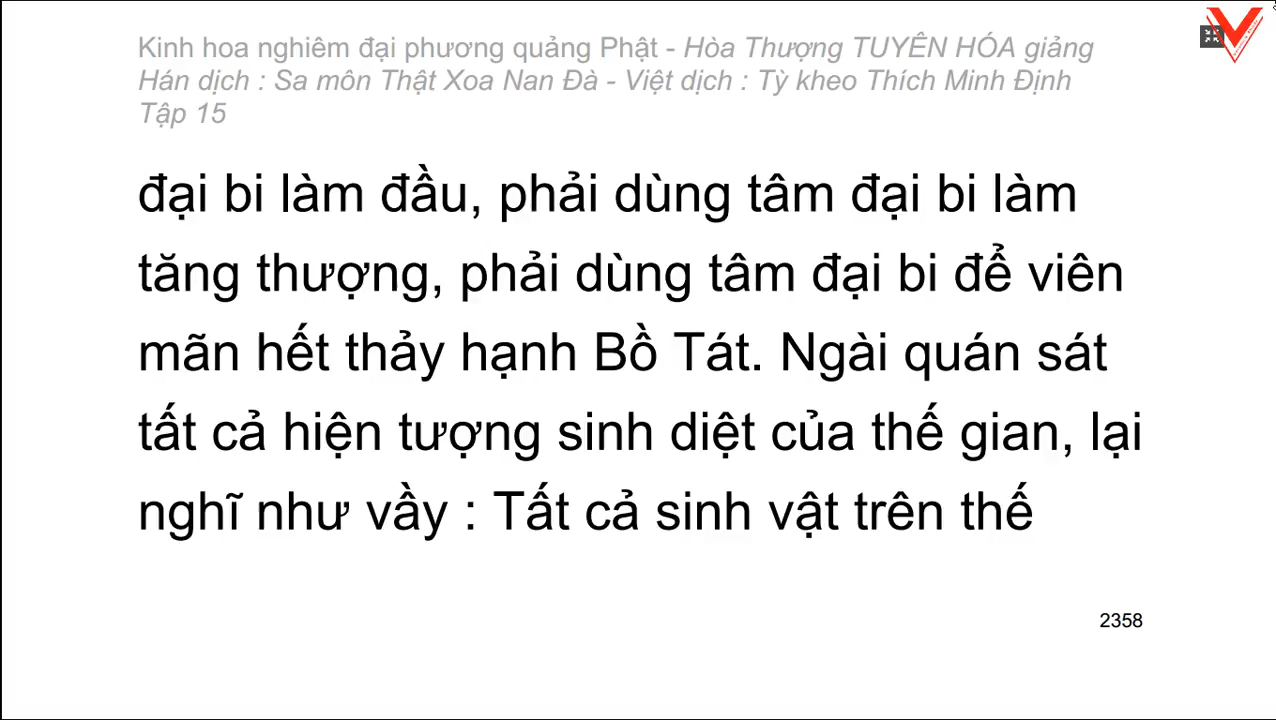 Kinh hoa nghiêm đại phương quảng Phật - Hòa Thượng TUYÊN HÓA giảng
Hán dịch : Sa môn Thật Xoa Nan Đà - Việt dịch : Tỳ kheo Thích Minh Định
Tập 15
đại bi làm đầu, phải dùng tâm đại bi làm
tăng thượng, phải dùng tâm đại bi để viên
mãn hết thảy hạnh Bồ Tát. Ngài quán sát
tất cả hiện tượng sinh diệt của thế gian, lại
nghĩ như vầy : Tất cả sinh vật trên thế
2358